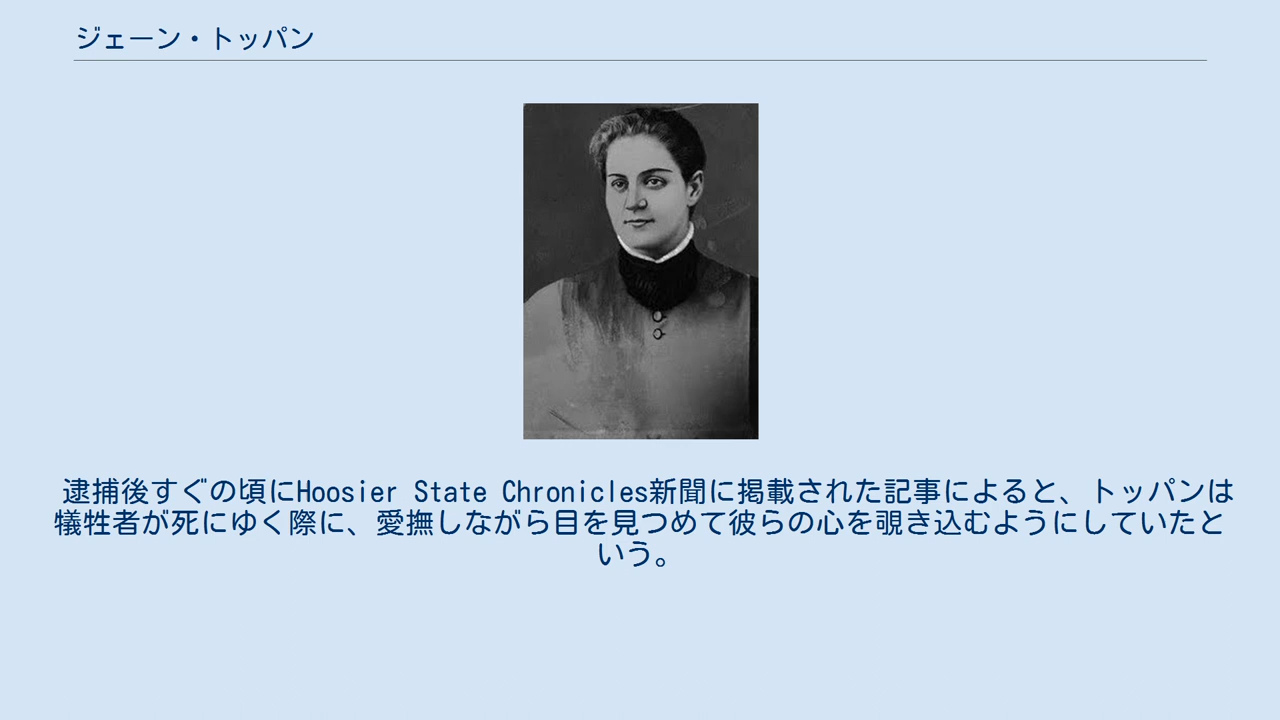 ジェーン・トッパン
逮捕後すぐの頃にHoosier State Chronicles新聞に掲載された記事によると、トッパンは
犠牲者が死にゆく際に、愛撫しながら目を見つめて彼らの心を覗き込むようにしていたと
いう。